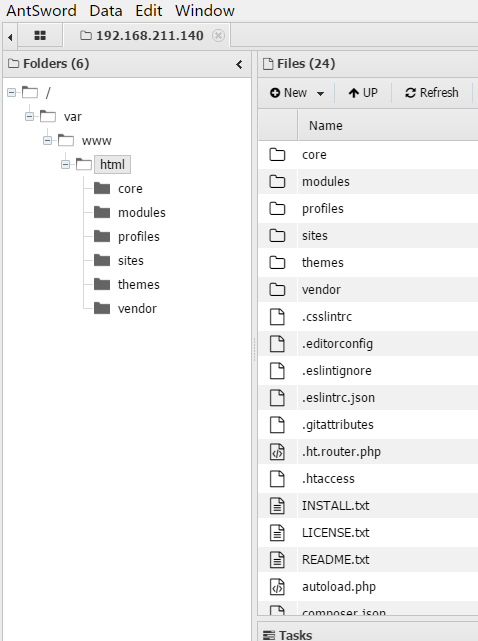 AntSword Data Edit Window
192.168.211.140
Folders (6)
/
var
www
html
core
modules
profiles
sites
themes
vendor
Files (24)
New UP Refresh
Name
core
modules
profiles
sites
themes
vendor
.csslintrc
.editorconfig
.eslintignore
.eslintrc.json
.gitattributes
.ht.router.php
.htaccess
INSTALL.txt
LICENSE.txt
README.txt
autoload.php
composer.json
Tasks